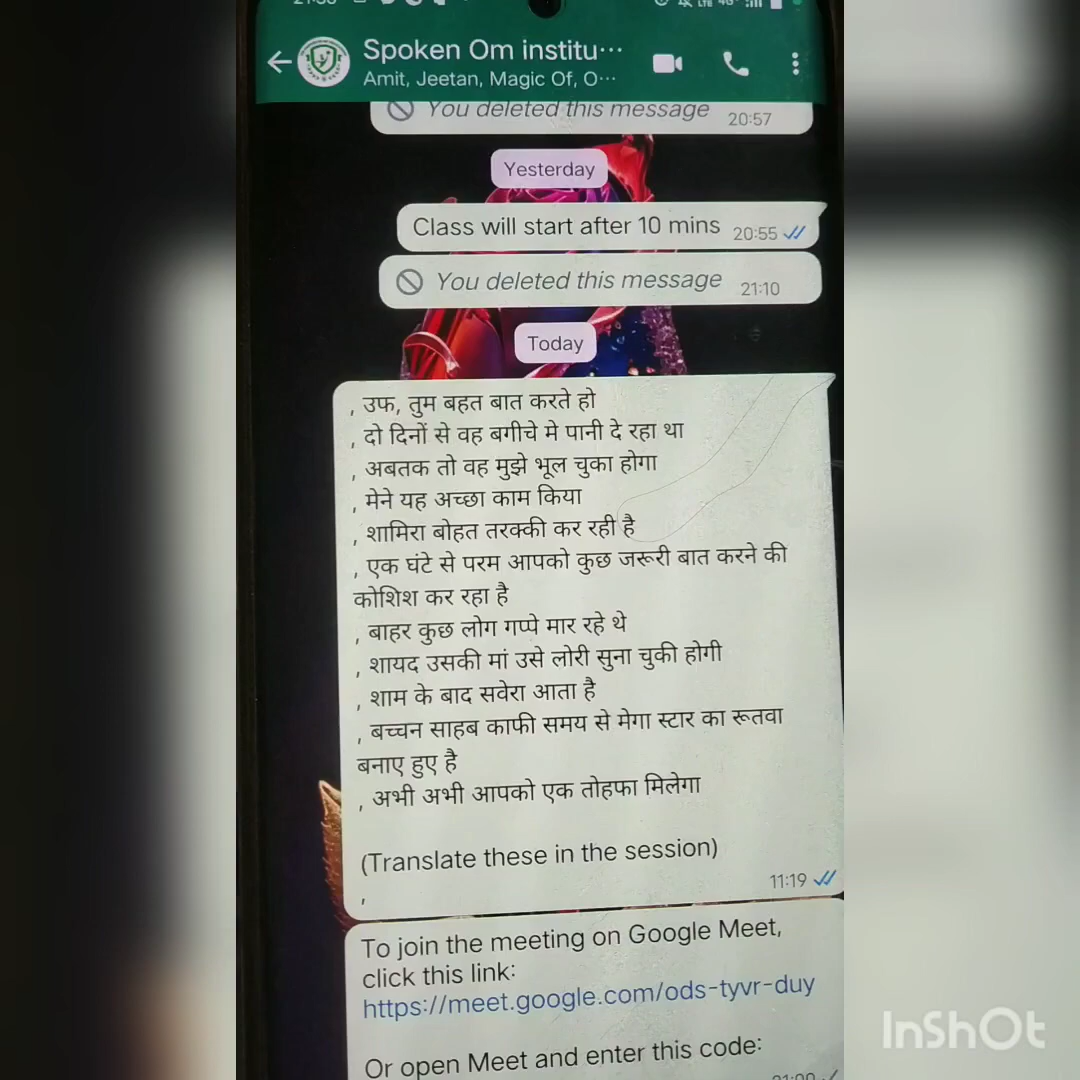 Spoken Om institu...
Amit, Jeetan, Magic Of, O...
You deleted this message 20:57
Yesterday
Class will start after 10 mins 20:55
You deleted this message 21:10
Today
, उफ, तुम बहत बात करते हो
, दो दिनों से वह बगीचे मे पानी दे रहा था
, अबतक तो वह मुझे भूल चुका होगा
, मेने यह अच्छा काम किया
, शामिरा बोहत तरक्की कर रही है
, एक घंटे से परम आपको कुछ जरूरी बात करने की
कोशिश कर रहा है
, बाहर कुछ लोग गप्पे मार रहे थे
, शायद उसकी मां उसे लोरी सुना चुकी होगी
, शाम के बाद सवेरा आता है
, बच्चन साहब काफी समय से मेगा स्टार का रूतवा
बनाए हुए है
, अभी अभी आपको एक तोहफा मिलेगा
(Translate these in the session)
11:19
,
To join the meeting on Google Meet,
click this link:
https://meet.google.com/ods-tyvr-duy
Or open Meet and enter this code:
InShOt